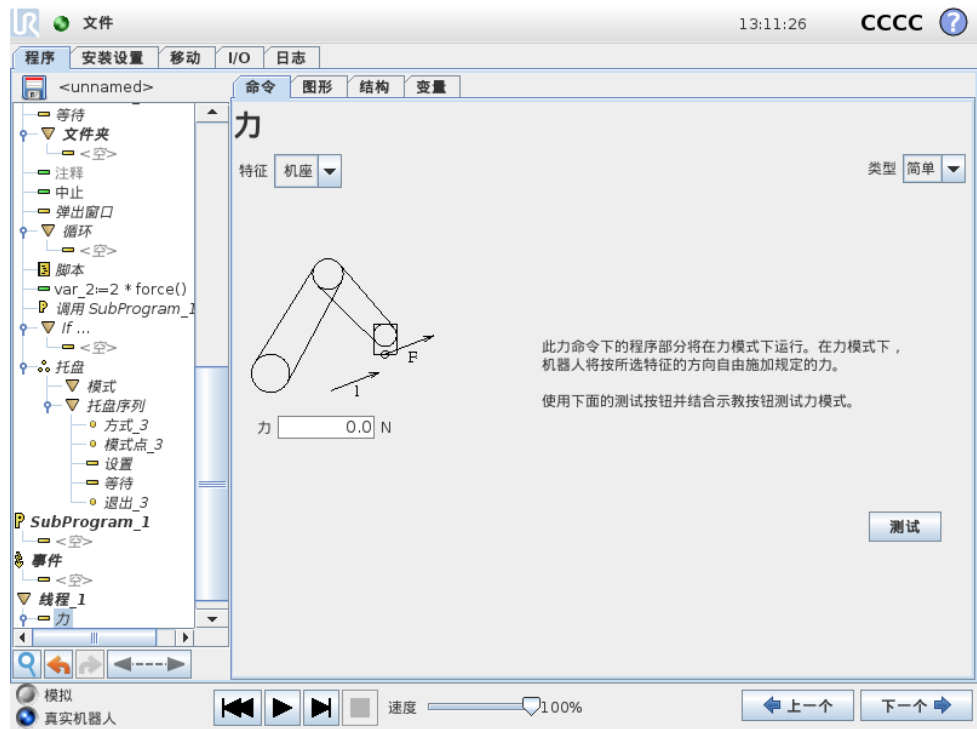 UR 文件 13:11:26 CCCC ?
程序 安装设置 移动 I/O 日志
<unnamed>
命令 图形 结构 变量
等待
文件夹
<空>
注释
中止
弹出窗口
循环
<空>
脚本
var_2:=2 * force()
调用 SubProgram_1
If ...
<空>
托盘
模式
托盘序列
方式_3
模式点_3
设置
等待
退出_3
P SubProgram_1
<空>
事件
<空>
线程_1
力
力
特征 机座
类型 简单
F
1
力 0.0 N
此力命令下的程序部分将在力模式下运行。在力模式下，
机器人将按所选特征的方向自由施加规定的力。
使用下面的测试按钮并结合示教按钮测试力模式。
测试
模拟
真实机器人
速度 100%
上一个 下一个